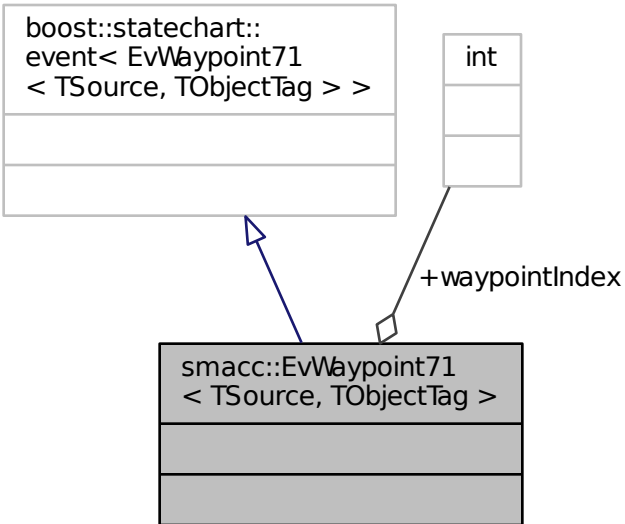 boost::statechart::
event< EvWaypoint71
< TSource, TObjectTag > >
int
+waypointIndex
smacc::EvWaypoint71
< TSource, TObjectTag >